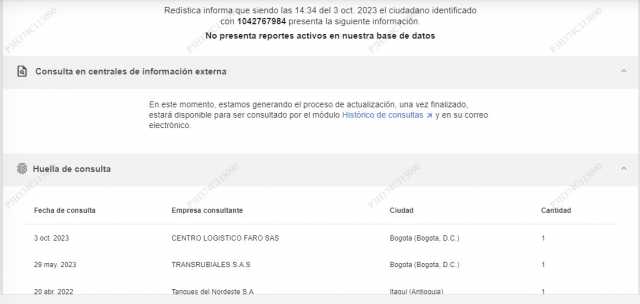 Redistica informa que siendo las 14:34 del 3 oct. 2023 el ciudadano identificado
con 1042767984 presenta la siguiente información.
No presenta reportes activos en nuestra base de datos
Consulta en centrales de información externa
En este momento, estamos generando el proceso de actualización, una vez finalizado,
estará disponible para ser consultado por el módulo Histórico de consultas y en su correo
electrónico.
Huella de consulta
Fecha de consulta Empresa consultante Ciudad Cantidad
3 oct. 2023 CENTRO LOGISTICO FARO SAS Bogota (Bogota, D.C.) 1
29 may. 2023 TRANSRUBIALES S.A.S Bogota (Bogota, D.C.) 1
20 abr. 2022 Tanques del Nordeste S.A Itagui (Antioquia) 1